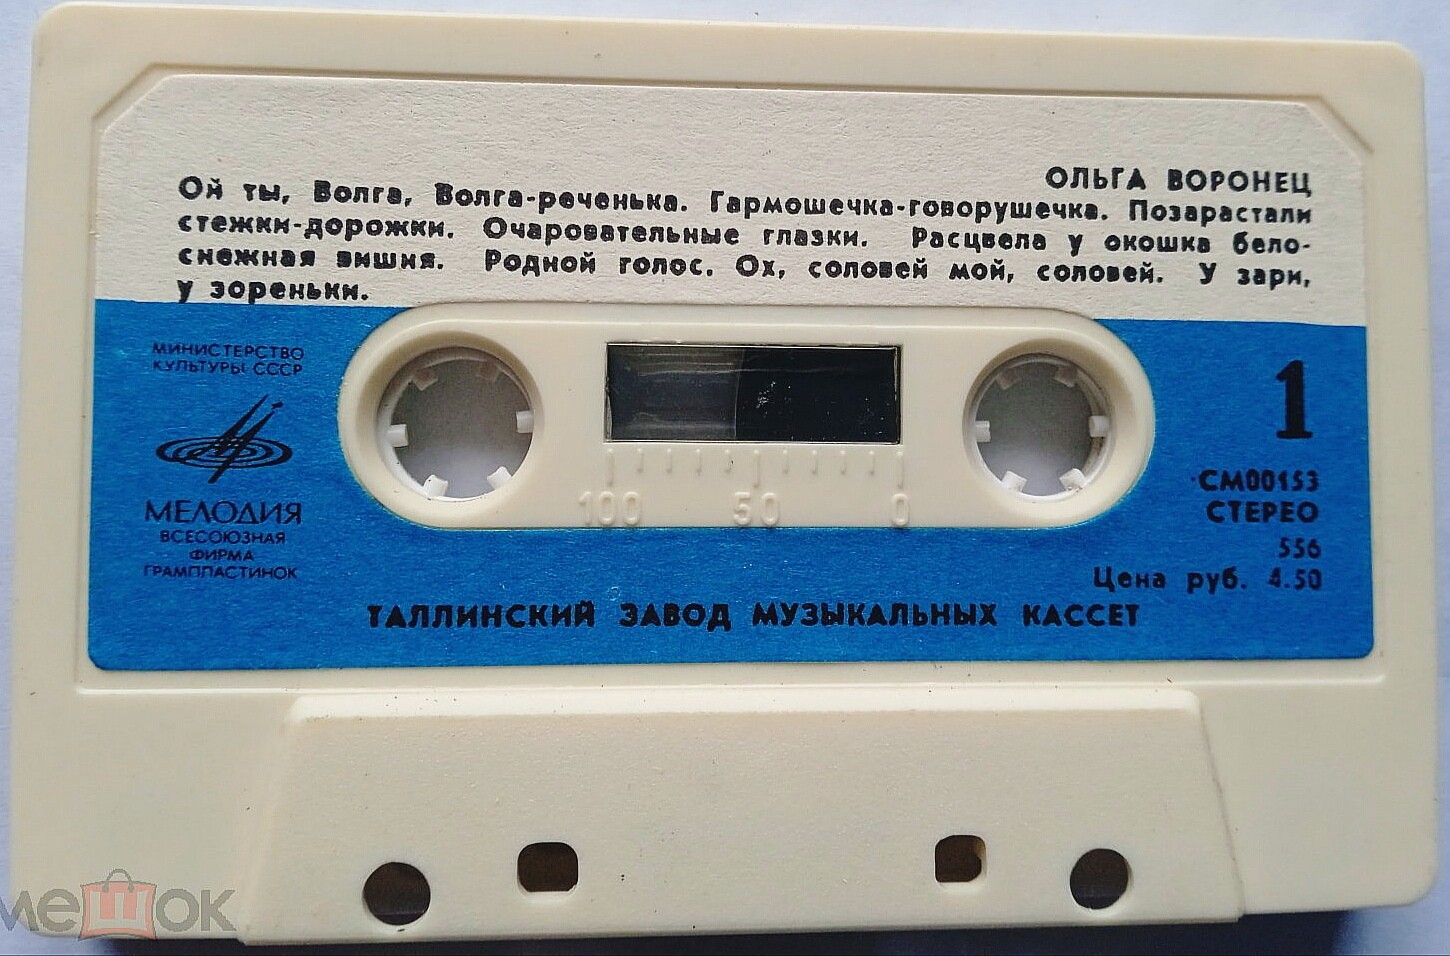 ОЛЬГА ВОРОНЕЦ
Ой ты, Волга, Волга-реченька. Гармошечка-говорушечка. Позарастали
стежки-дорожки. Очаровательные глазки. Расцвела у окошка бело-
снежная вишня. Родной голос. Ох, соловей мой, соловей. У зари,
у зореньки.
МИНИСТЕРСТВО
КУЛЬТУРЫ СССР
МЕЛОДИЯ
ВСЕСОЮЗНАЯ
ФИРМА
ГРАМПЛАСТИНОК
100 50 0
1
СМ00153
СТЕРЕО
556
Цена руб. 4.50
ТАЛЛИНСКИЙ ЗАВОД МУЗЫКАЛЬНЫХ КАССЕТ
мешок